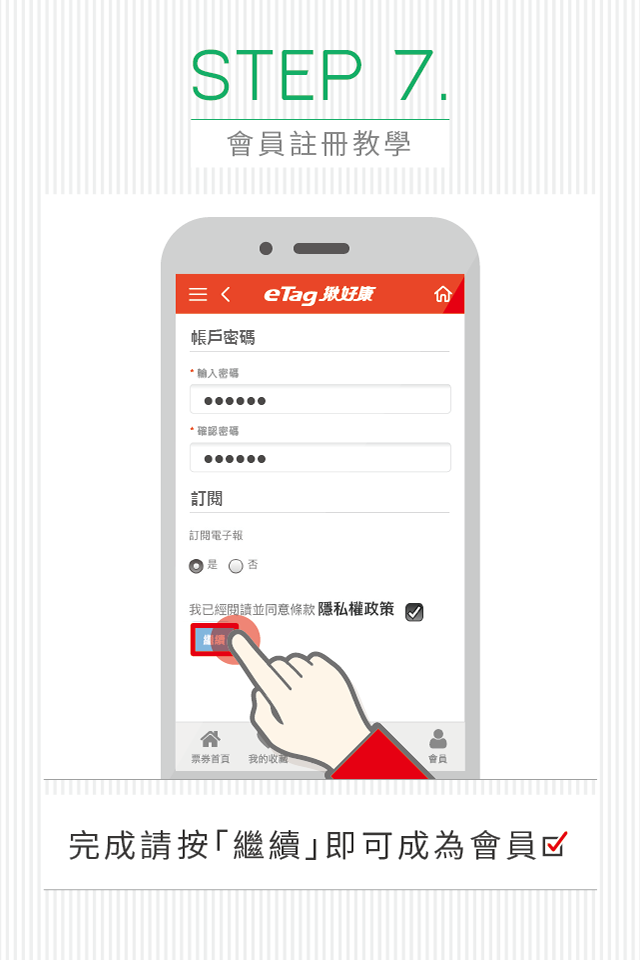 STEP 7.
會員註冊教學
eTag 揪好康
帳戶密碼
* 輸入密碼
* 確認密碼
訂閱
訂閱電子報
是 否
我已經閱讀並同意條款 隱私權政策
繼續
票券首頁 我的收藏 會員
完成請按「繼續」即可成為會員